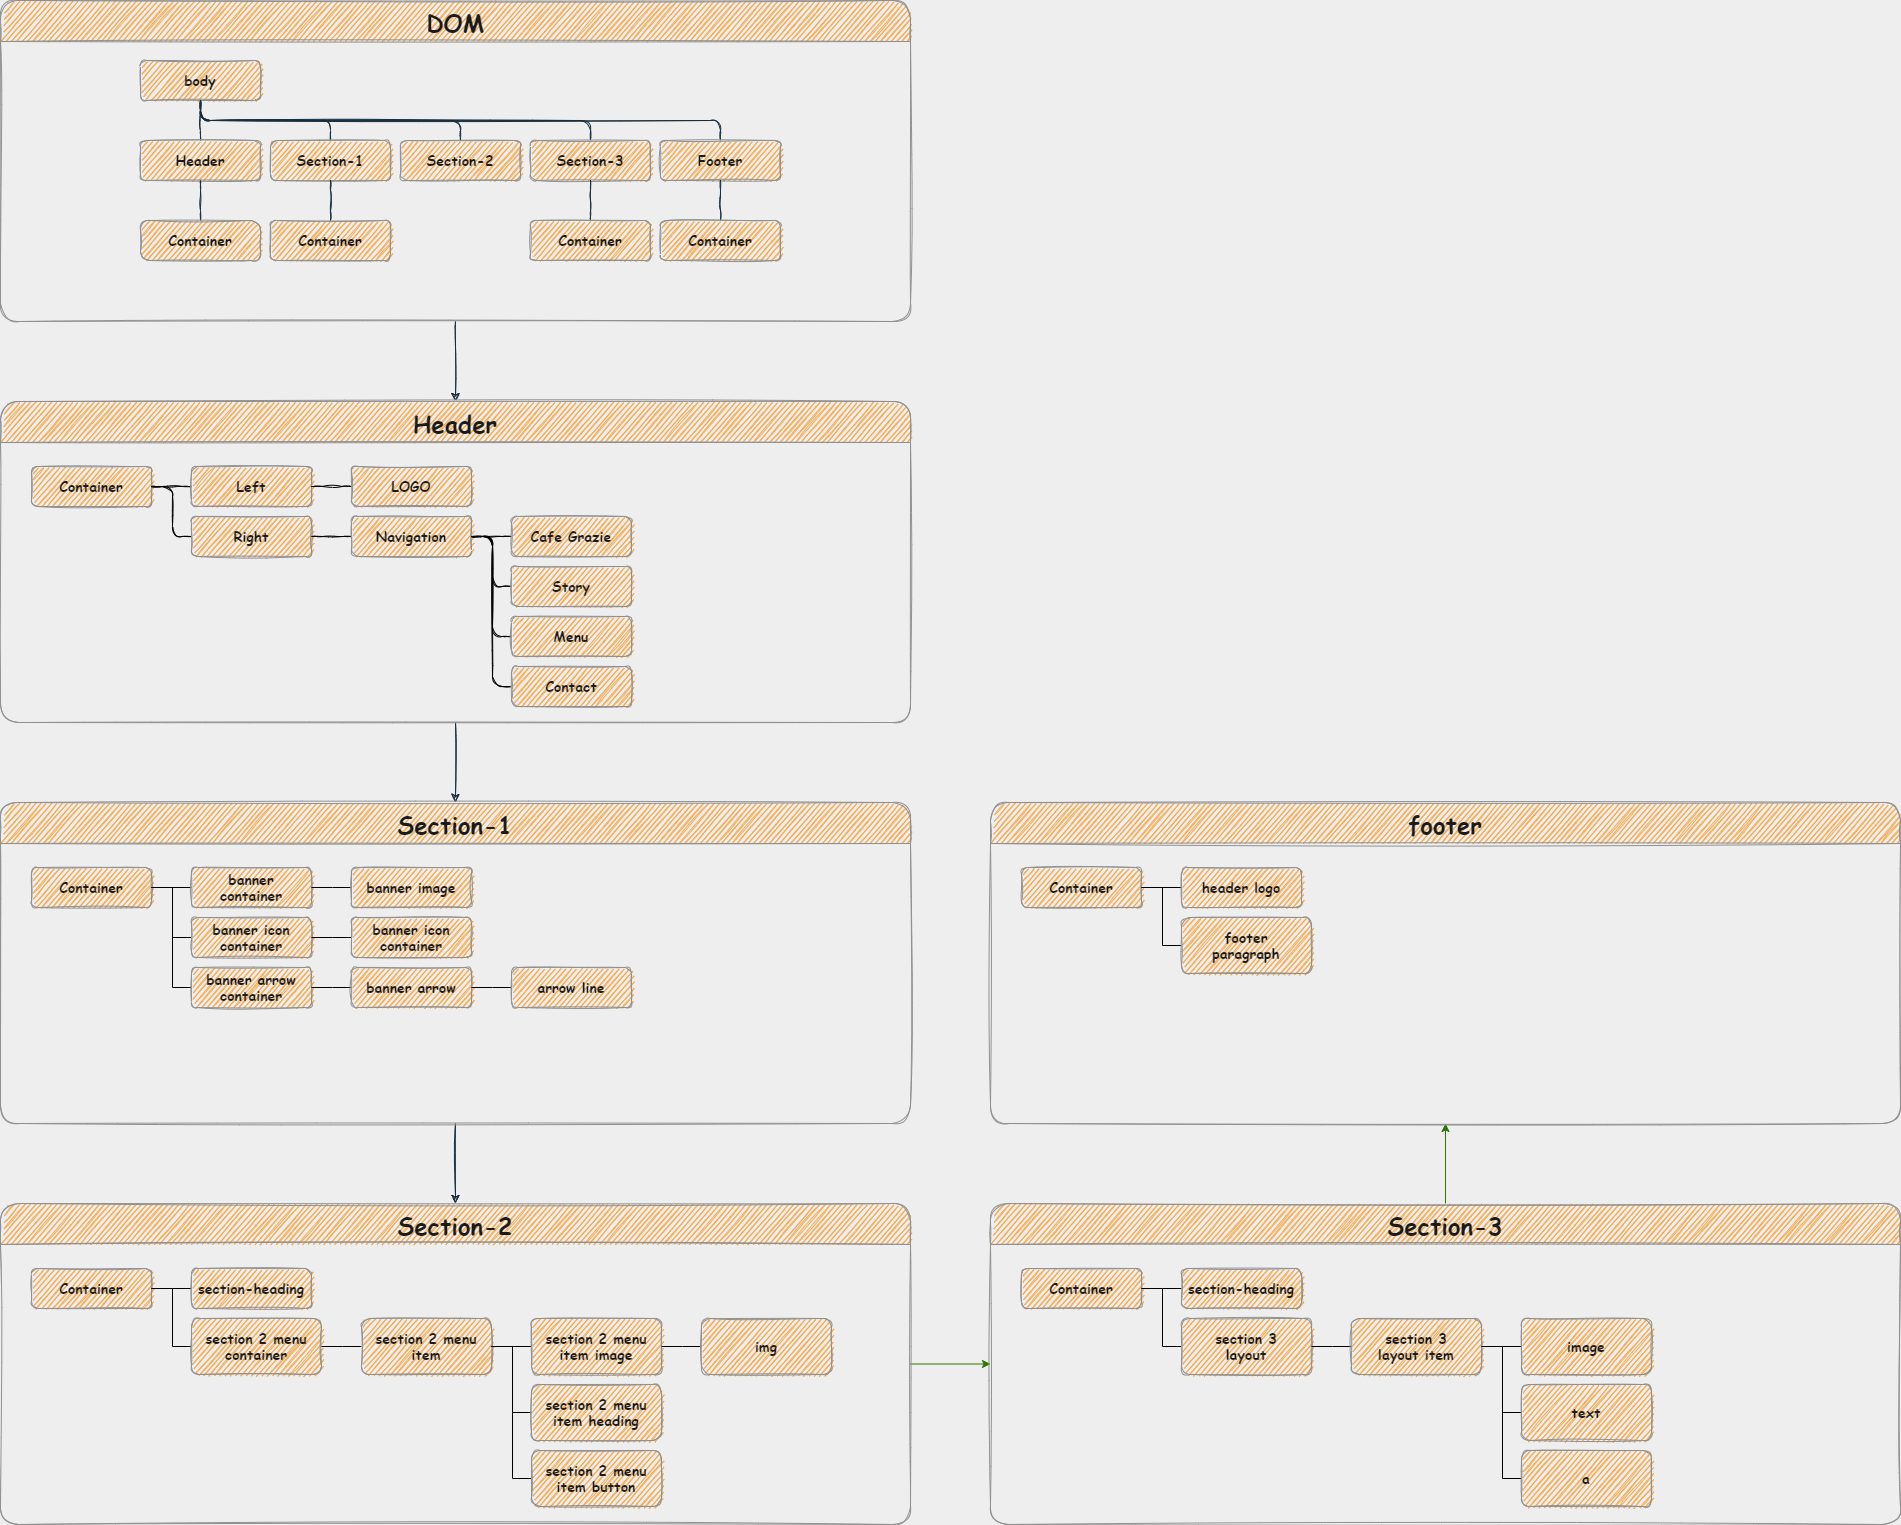 DOM
body
Header
Section-1
Section-2
Section-3
Footer
Container
Container
Container
Container
Header
Container
Left
LOGO
Right
Navigation
Cafe Grazie
Story
Menu
Contact
Section-1
Container
banner
container
banner image
banner icon
container
banner icon
container
banner arrow
container
banner arrow
arrow line
Section-2
Container
section-heading
section 2 menu
container
section 2 menu
item
section 2 menu
item image
img
section 2 menu
item heading
section 2 menu
item button
Section-3
Container
section-heading
section 3
layout
section 3
layout item
image
text
a
footer
Container
header logo
footer
paragraph